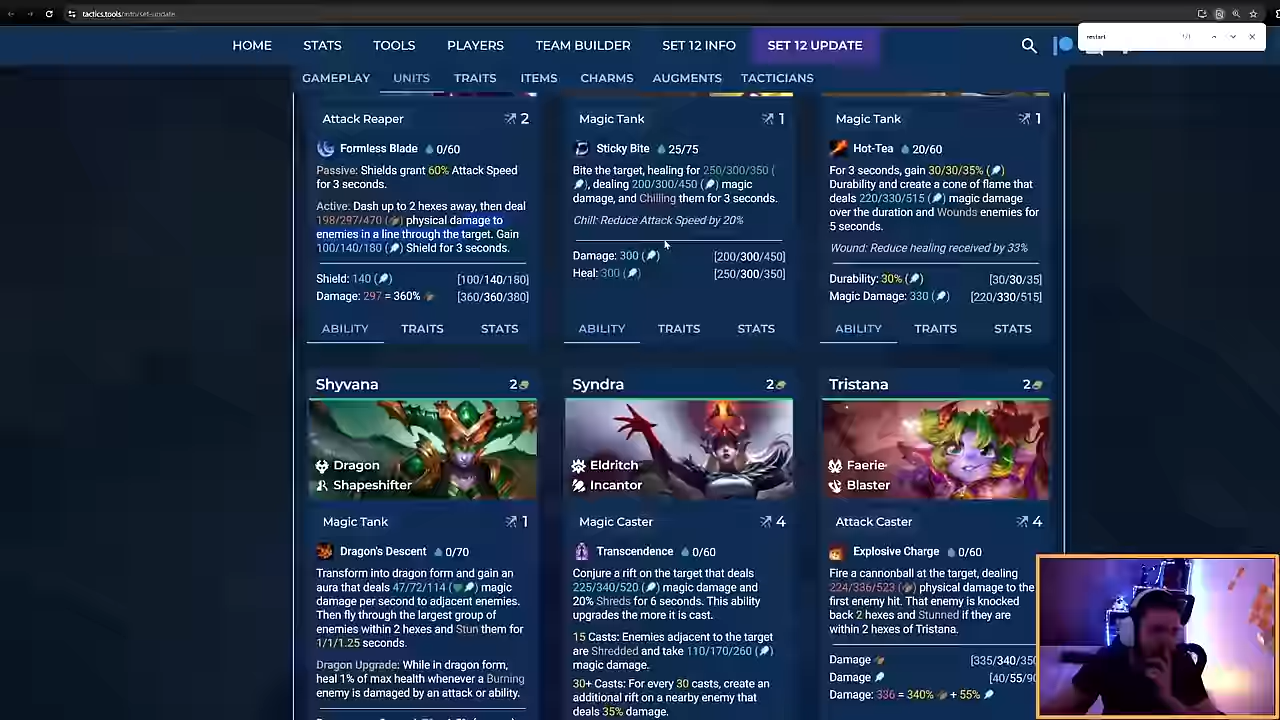 tactics.tools/info/set-update
restart
1/1
HOME STATS TOOLS PLAYERS TEAM BUILDER SET 12 INFO SET 12 UPDATE
GAMEPLAY UNITS TRAITS ITEMS CHARMS AUGMENTS TACTICIANS
Attack Reaper 2
Formless Blade 0/60
Passive: Shields grant 60% Attack Speed
for 3 seconds.
Active: Dash up to 2 hexes away, then deal
198/297/470 ( ) physical damage to
enemies in a line through the target. Gain
100/140/180 ( ) Shield for 3 seconds.
Shield: 140 ( ) [100/140/180]
Damage: 297 = 360% [360/360/380]
ABILITY TRAITS STATS
Magic Tank 1
Sticky Bite 25/75
Bite the target, healing for 250/300/350 (
), dealing 200/300/450 ( ) magic
damage, and Chilling them for 3 seconds.
Chill: Reduce Attack Speed by 20%
Damage: 300 ( ) [200/300/450]
Heal: 300 ( ) [250/300/350]
ABILITY TRAITS STATS
Magic Tank 1
Hot-Tea 20/60
For 3 seconds, gain 30/30/35% ( )
Durability and create a cone of flame that
deals 220/330/515 ( ) magic damage
over the duration and Wounds enemies for
5 seconds.
Wound: Reduce healing received by 33%
Durability: 30% ( ) [30/30/35]
Magic Damage: 330 ( ) [220/330/515]
ABILITY TRAITS STATS
Shyvana 2
Dragon
Shapeshifter
Magic Tank 1
Dragon's Descent 0/70
Transform into dragon form and gain an
aura that deals 47/72/114 ( ) magic
damage per second to adjacent enemies.
Then fly through the largest group of
enemies within 2 hexes and Stun them for
1/1/1.25 seconds.
Dragon Upgrade: While in dragon form,
heal 1% of max health whenever a Burning
enemy is damaged by an attack or ability.
Syndra 2
Eldritch
Incantor
Magic Caster 4
Transcendence 0/60
Conjure a rift on the target that deals
225/340/520 ( ) magic damage and
20% Shreds for 6 seconds. This ability
upgrades the more it is cast.
15 Casts: Enemies adjacent to the target
are Shredded and take 110/170/260 ( )
magic damage.
30+ Casts: For every 30 casts, create an
additional rift on a nearby enemy that
deals 35% damage.
Tristana 2
Faerie
Blaster
Attack Caster 4
Explosive Charge 0/60
Fire a cannonball at the target, dealing
224/336/523 ( ) physical damage to the
first enemy hit. That enemy is knocked
back 2 hexes and Stunned if they are
within 2 hexes of Tristana.
Damage [335/340/350
Damage [40/55/90
Damage: 336 = 340% + 55%